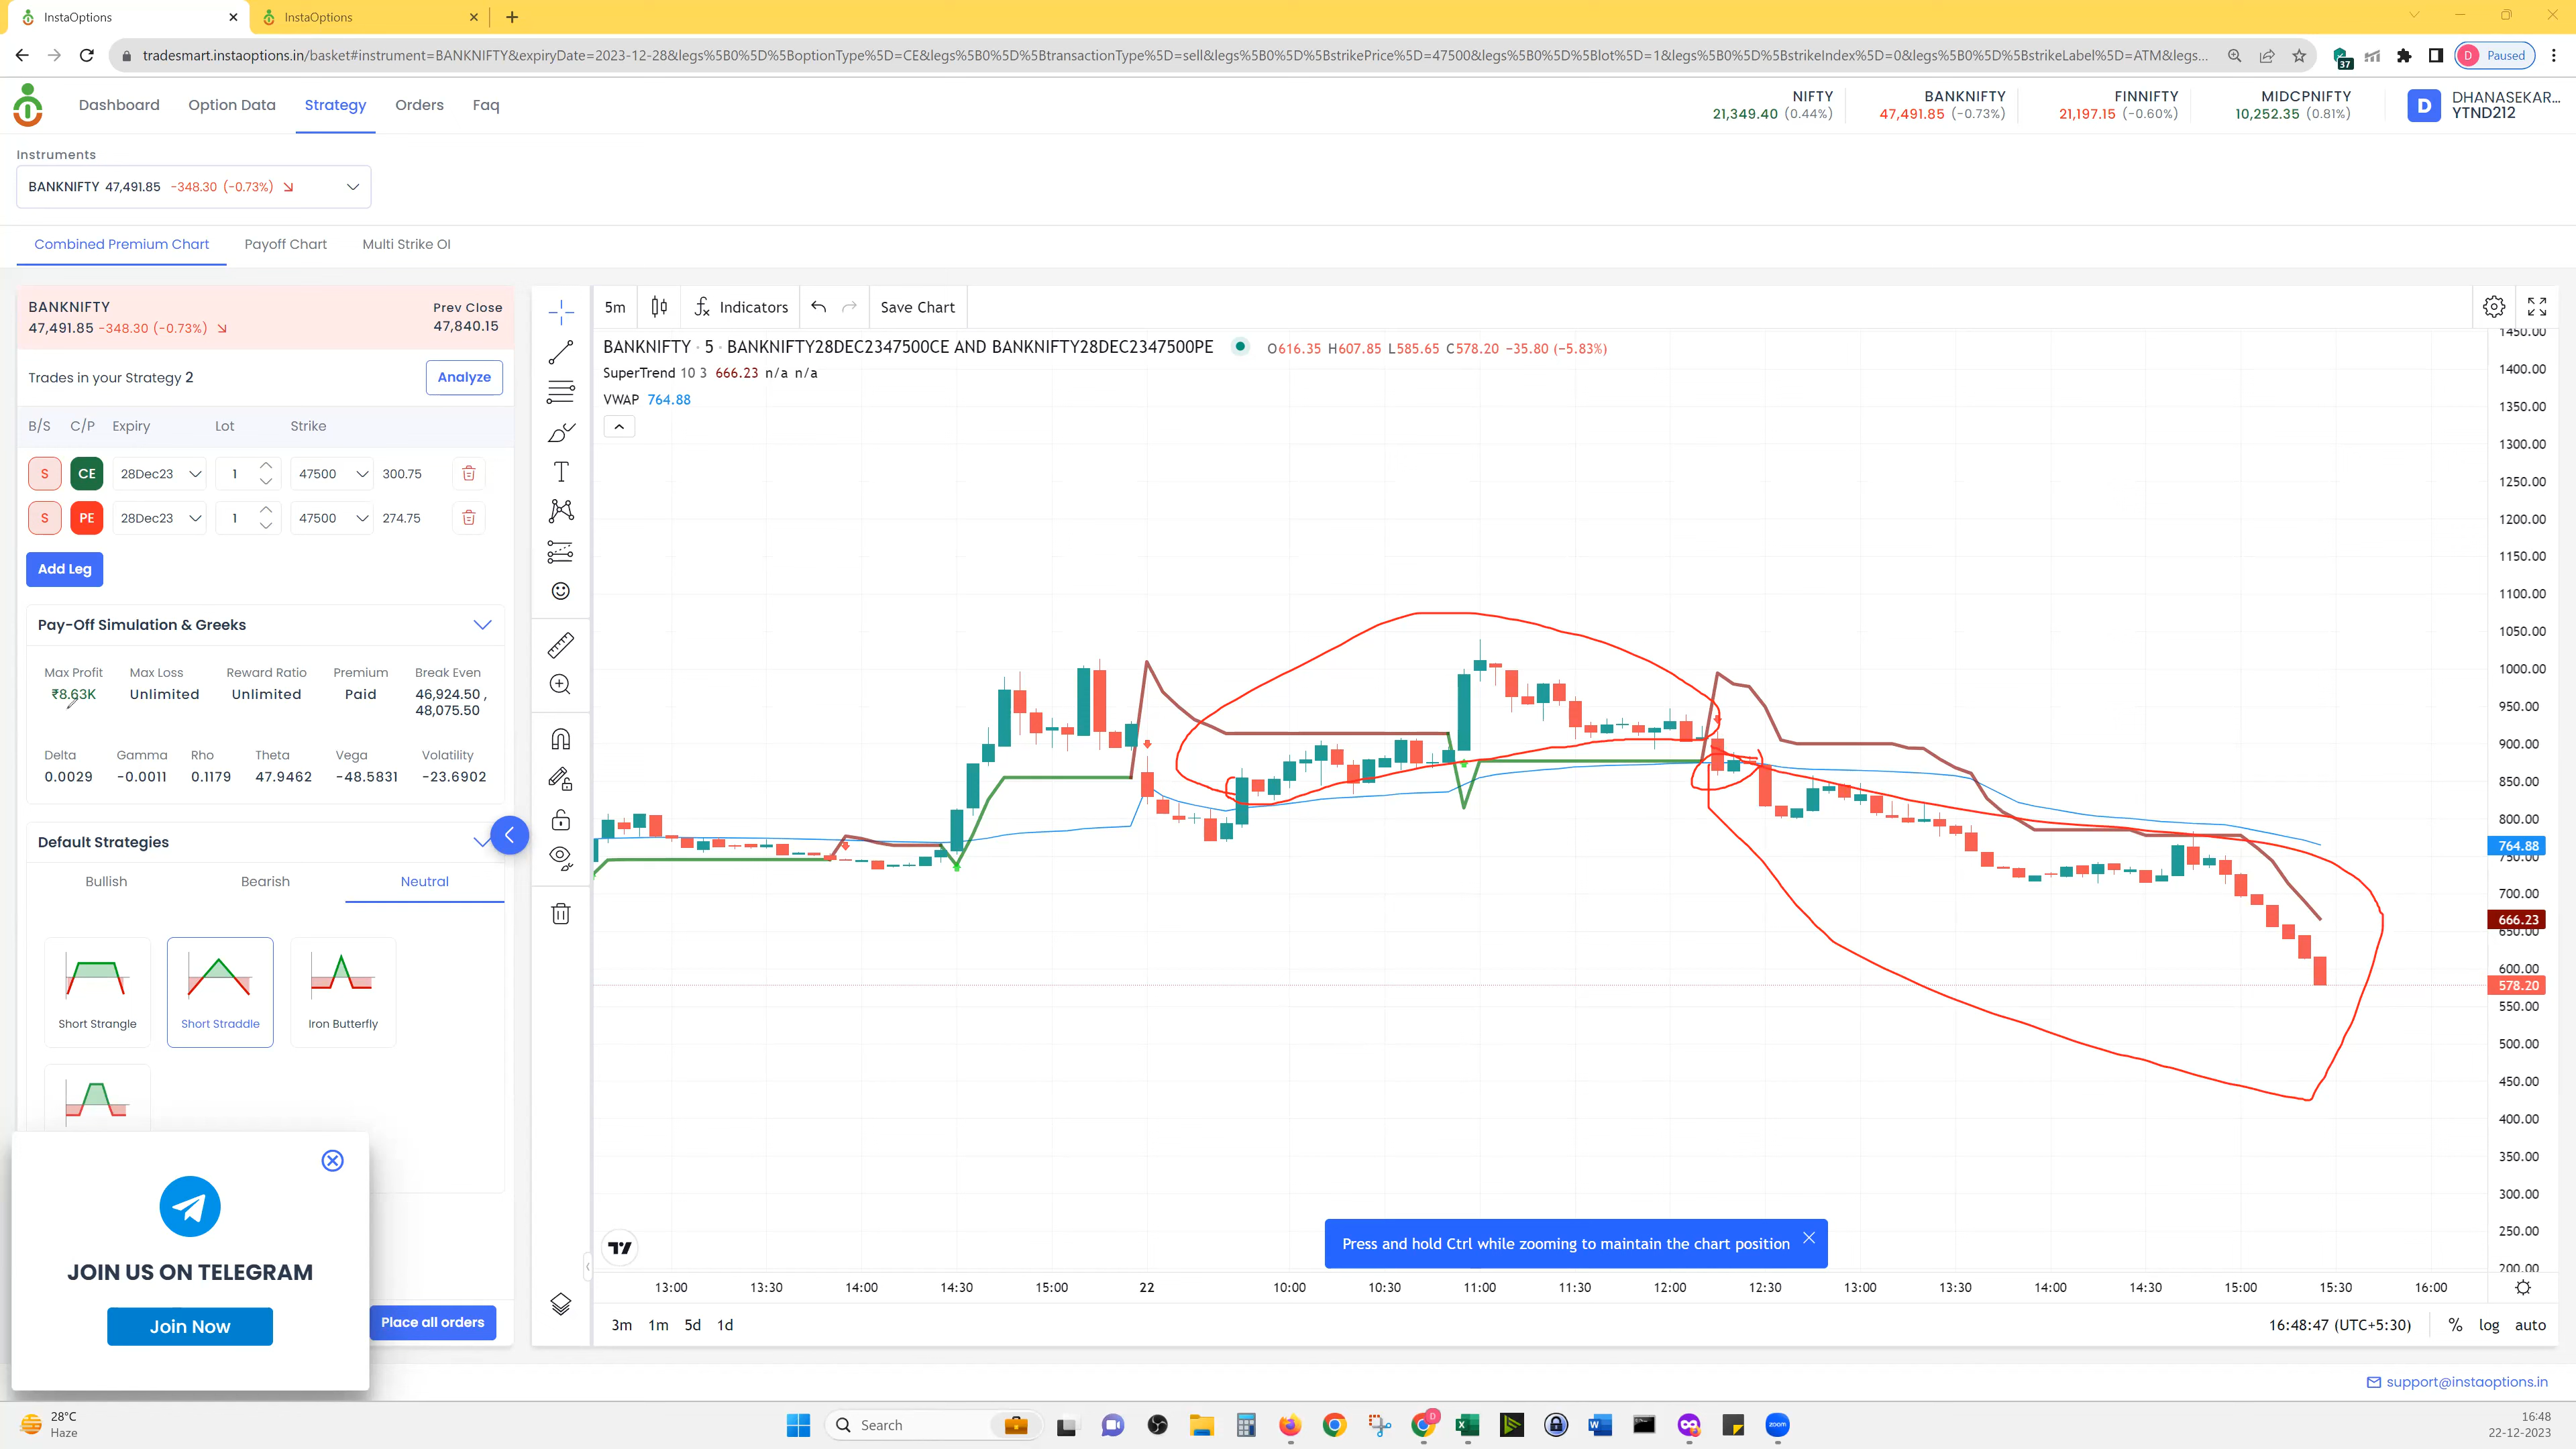 InstaOptions
InstaOptions
tradesmart.instaoptions.in/basket#instrument=BANKNIFTY&expiryDate=2023-12-28&legs%5B0%5D%5BoptionType%5D=CE&legs%5B0%5D%5BtransactionType%5D=sell&legs%5B0%5D%5BstrikePrice%5D=47500&legs%5B0%5D%5Blot%5D=1&legs%5B0%5D%5BstrikeIndex%5D=0&legs%5B0%5D%5BstrikeLabel%5D=ATM&legs...
37
D Paused
Dashboard Option Data Strategy Orders Faq
NIFTY
21,349.40 (0.44%)
BANKNIFTY
47,491.85 (-0.73%)
FINNIFTY
21,197.15 (-0.60%)
MIDCPNIFTY
10,252.35 (0.81%)
D
DHANASEKAR...
YTND212
Instruments
BANKNIFTY 47,491.85 -348.30 (-0.73%)
Combined Premium Chart Payoff Chart Multi Strike OI
BANKNIFTY
47,491.85 -348.30 (-0.73%)
Prev Close
47,840.15
Trades in your Strategy 2
Analyze
B/S C/P Expiry Lot Strike
S CE 28Dec23 1 47500 300.75
S PE 28Dec23 1 47500 274.75
Add Leg
Pay-Off Simulation & Greeks
Max Profit Max Loss Reward Ratio Premium Break Even
₹8.63K Unlimited Unlimited Paid 46,924.50 ,
48,075.50
Delta Gamma Rho Theta Vega Volatility
0.0029 -0.0011 0.1179 47.9462 -48.5831 -23.6902
Default Strategies
Bullish Bearish Neutral
Short Strangle Short Straddle Iron Butterfly
JOIN US ON TELEGRAM
Join Now
Place all orders
5m Indicators Save Chart
BANKNIFTY · 5 · BANKNIFTY28DEC2347500CE AND BANKNIFTY28DEC2347500PE O616.35 H607.85 L585.65 C578.20 -35.80 (-5.83%)
SuperTrend 10 3 666.23 n/a n/a
VWAP 764.88
1450.00
1400.00
1350.00
1300.00
1250.00
1200.00
1150.00
1100.00
1050.00
1000.00
950.00
900.00
850.00
800.00
764.88
750.00
700.00
666.23
650.00
600.00
578.20
550.00
500.00
450.00
400.00
350.00
300.00
250.00
200.00
Press and hold Ctrl while zooming to maintain the chart position
13:00 13:30 14:00 14:30 15:00 22 10:00 10:30 11:00 11:30 12:00 12:30 13:00 13:30 14:00 14:30 15:00 15:30 16:00
3m 1m 5d 1d
16:48:47 (UTC+5:30) % log auto
support@instaoptions.in
28°C
Haze
Search
D
zoom
16:48
22-12-2023